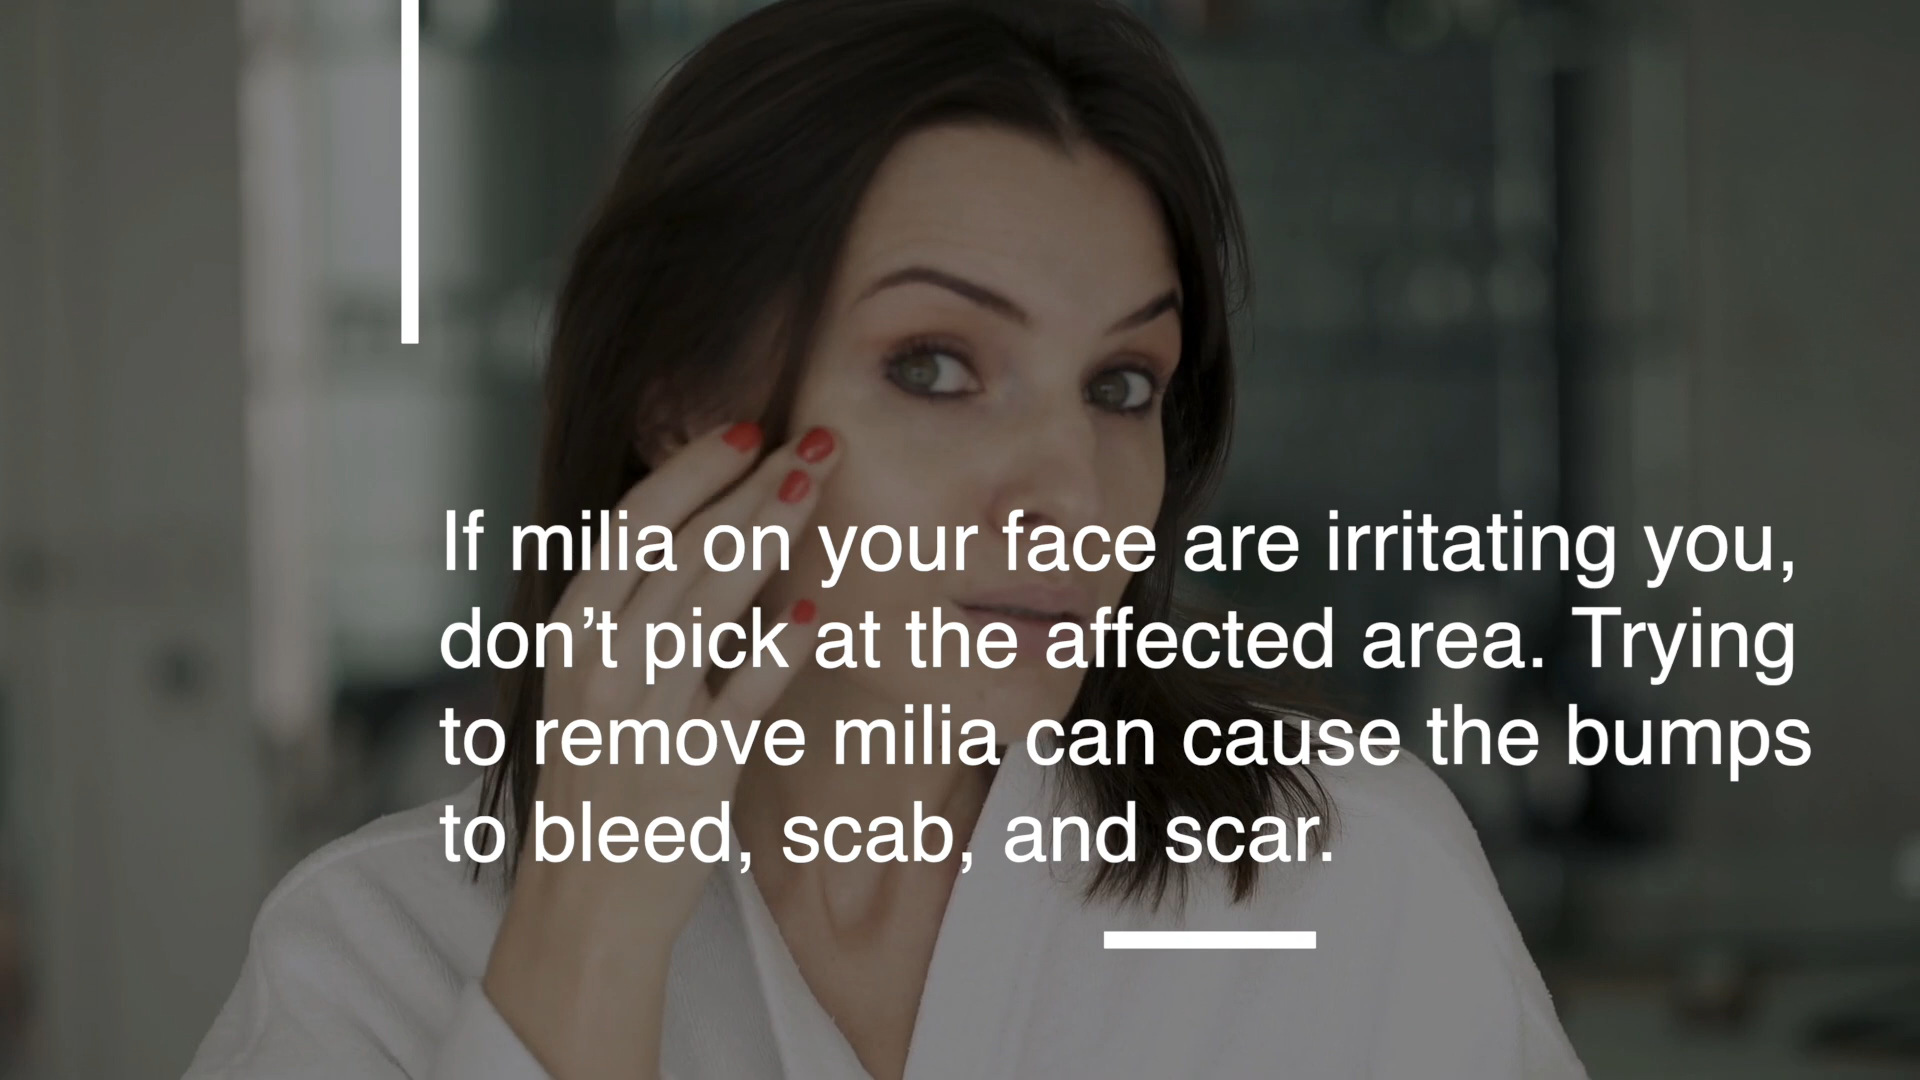 If milia on your face are irritating you,
don’t pick at the affected area. Trying
to remove milia can cause the bumps
to bleed, scab, and scar.